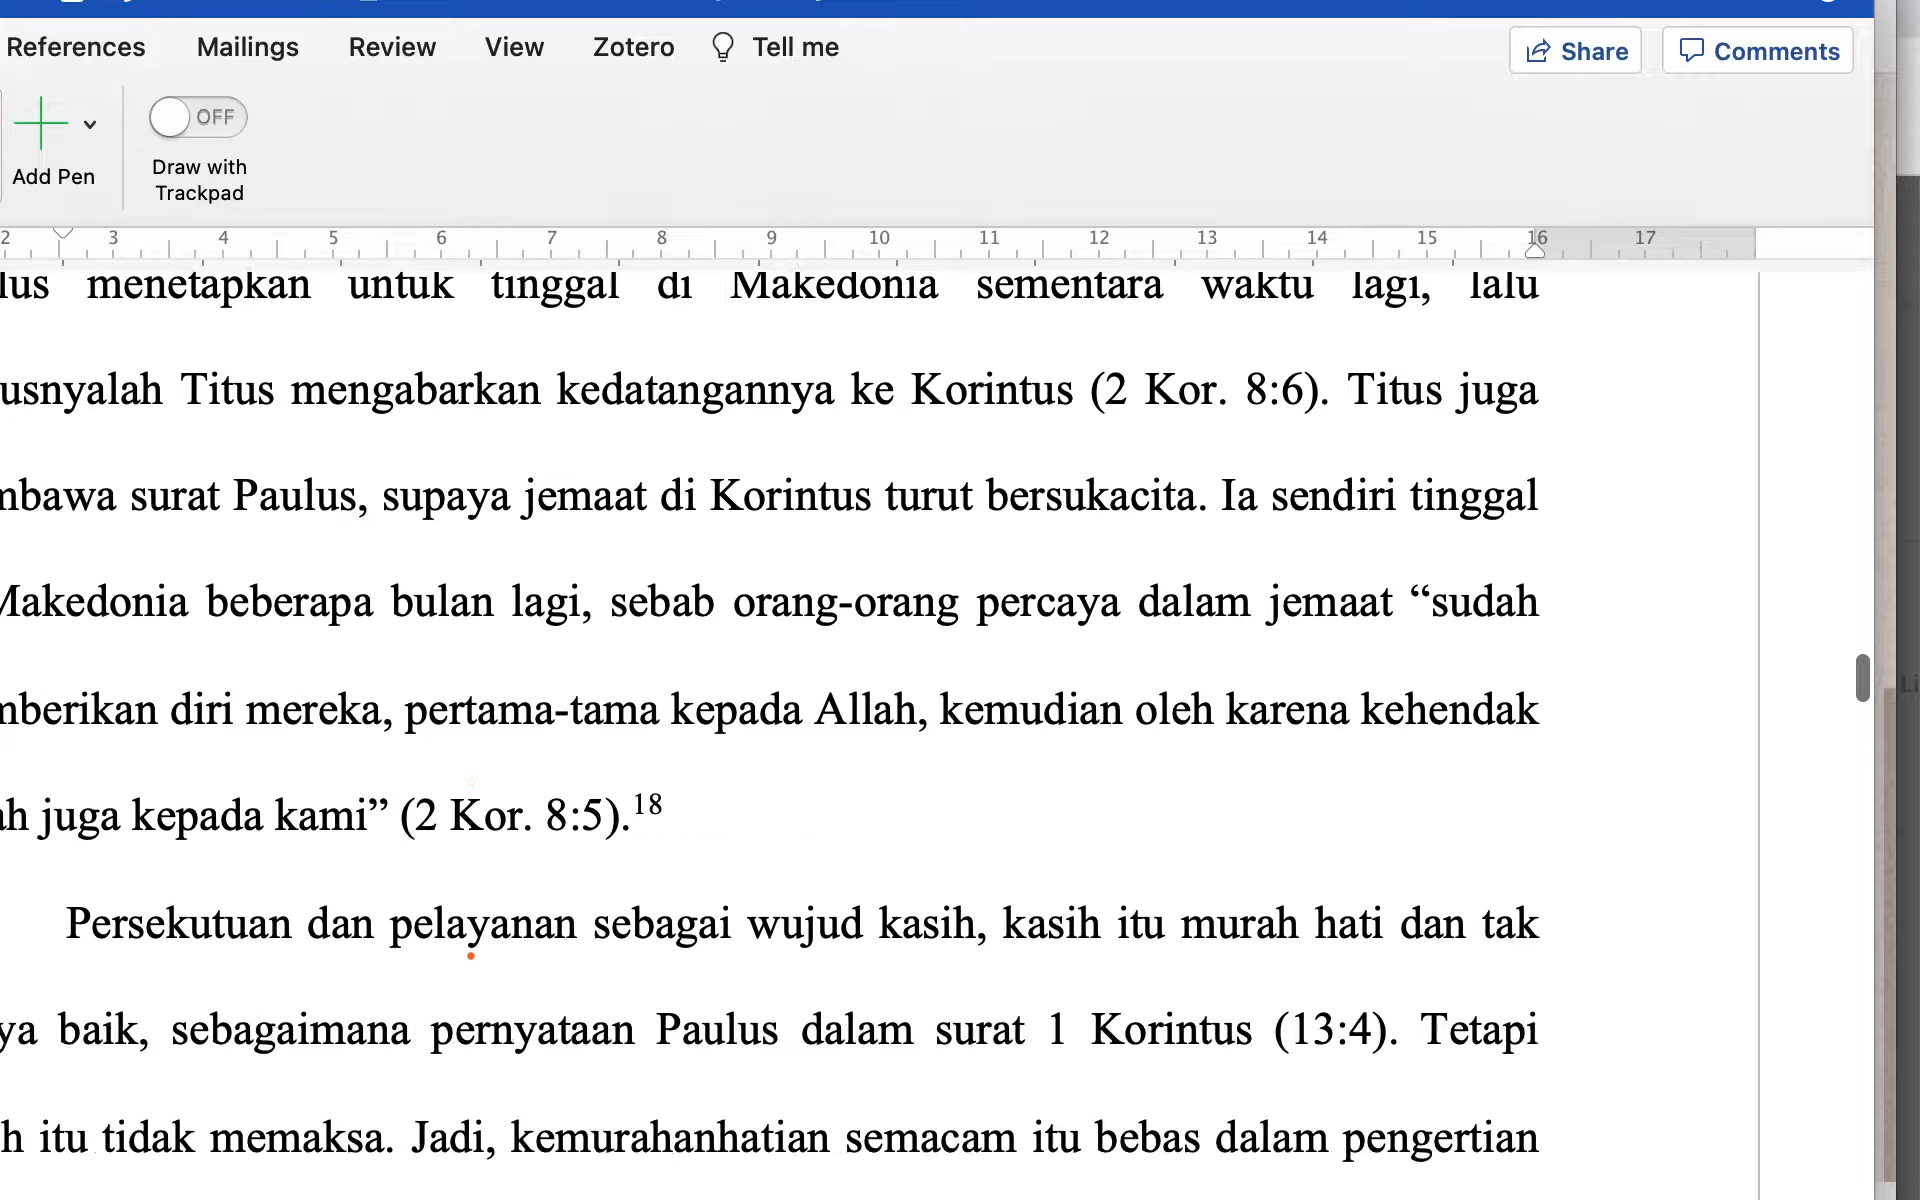 References Mailings Review View Zotero Tell me Share Comments
OFF
Add Pen Draw with
Trackpad
2 3 4 5 6 7 8 9 10 11 12 13 14 15 16 17
lus menetapkan untuk tinggal di Makedonia sementara waktu lagi, lalu
usnyalah Titus mengabarkan kedatangannya ke Korintus (2 Kor. 8:6). Titus juga
mbawa surat Paulus, supaya jemaat di Korintus turut bersukacita. Ia sendiri tinggal
Makedonia beberapa bulan lagi, sebab orang-orang percaya dalam jemaat “sudah
mberikan diri mereka, pertama-tama kepada Allah, kemudian oleh karena kehendak
ah juga kepada kami” (2 Kor. 8:5).18
Persekutuan dan pelayanan sebagai wujud kasih, kasih itu murah hati dan tak
ya baik, sebagaimana pernyataan Paulus dalam surat 1 Korintus (13:4). Tetapi
h itu tidak memaksa. Jadi, kemurahanhatian semacam itu bebas dalam pengertian